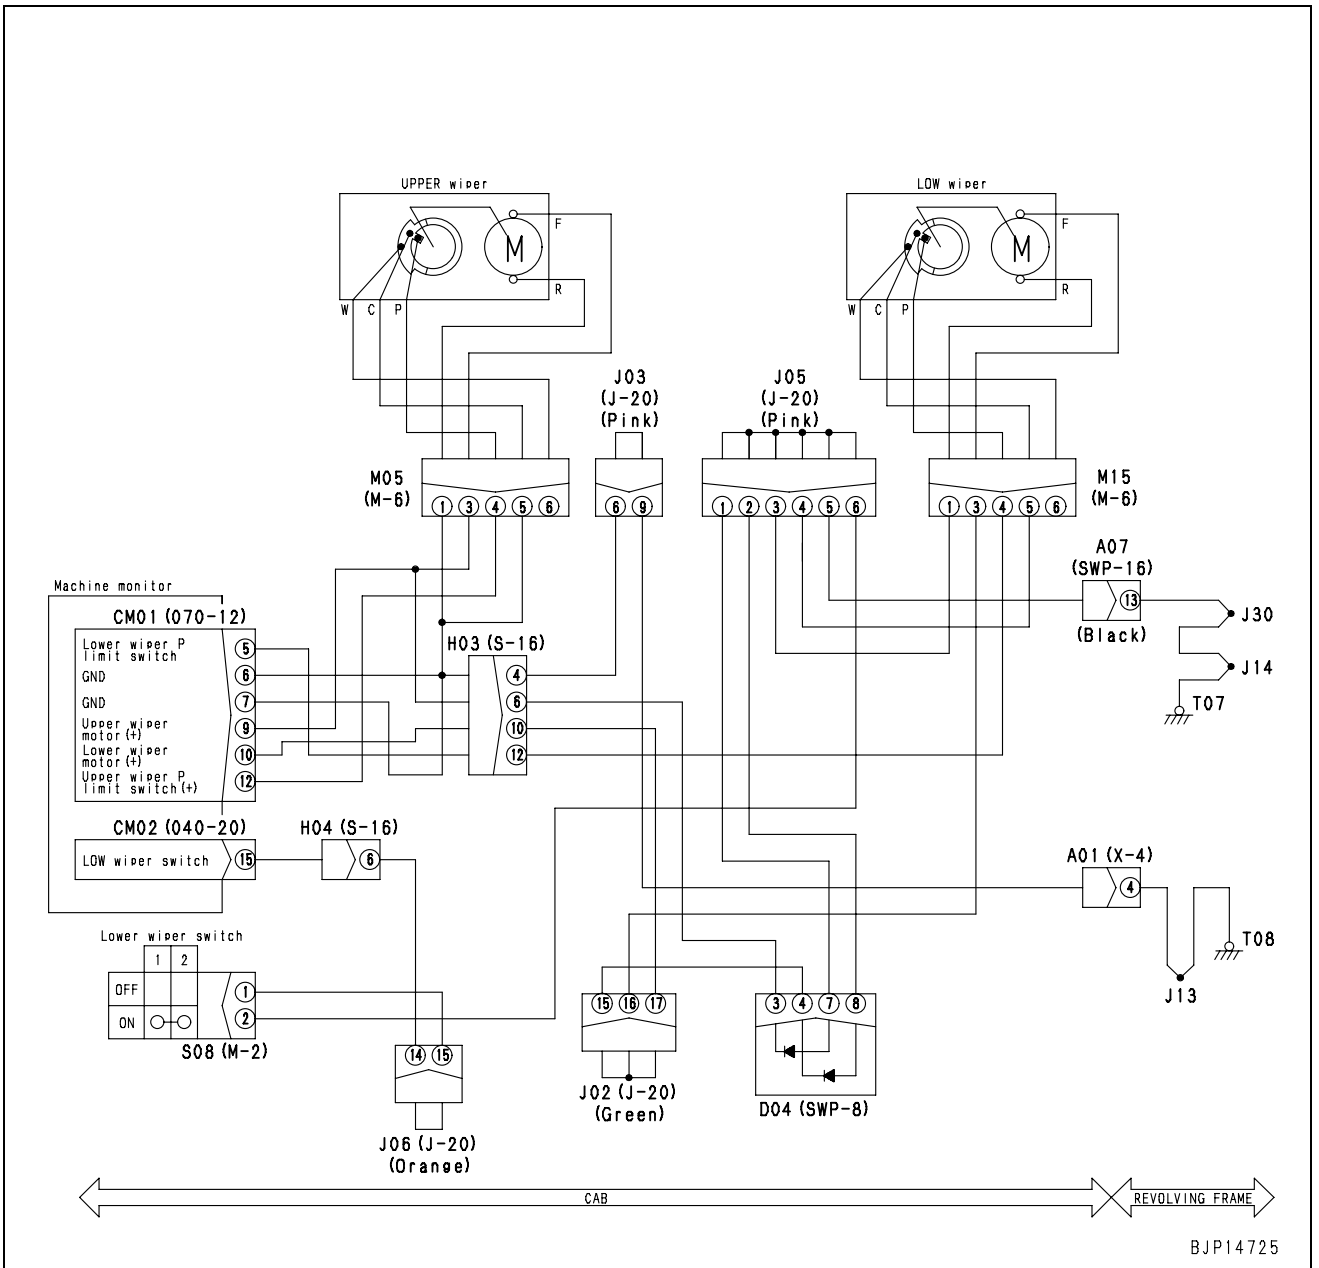 UPPER wiper
LOW wiper
M
F
R
W C P
M
F
R
W C P
J03
(J-20)
(Pink)
J05
(J-20)
(Pink)
M05
(M-6)
1 3 4 5 6
6 9
1 2 3 4 5 6
1 3 4 5 6
M15
(M-6)
A07
(SWP-16)
13
(Black)
J30
J14
T07
Machine monitor
CM01 (070-12)
Lower wiper P
limit switch
5
GND
6
GND
7
Upper wiper
motor (+)
9
Lower wiper
motor (+)
10
Upper wiper P
limit switch (+)
12
H03 (S-16)
4
6
10
12
CM02 (040-20)
LOW wiper switch
15
H04 (S-16)
6
A01 (X-4)
4
T08
J13
Lower wiper switch
1 2
OFF
ON
1
2
S08 (M-2)
14 15
J06 (J-20)
(Orange)
15 16 17
J02 (J-20)
(Green)
3 4 7 8
D04 (SWP-8)
CAB
REVOLVING FRAME
BJP14725